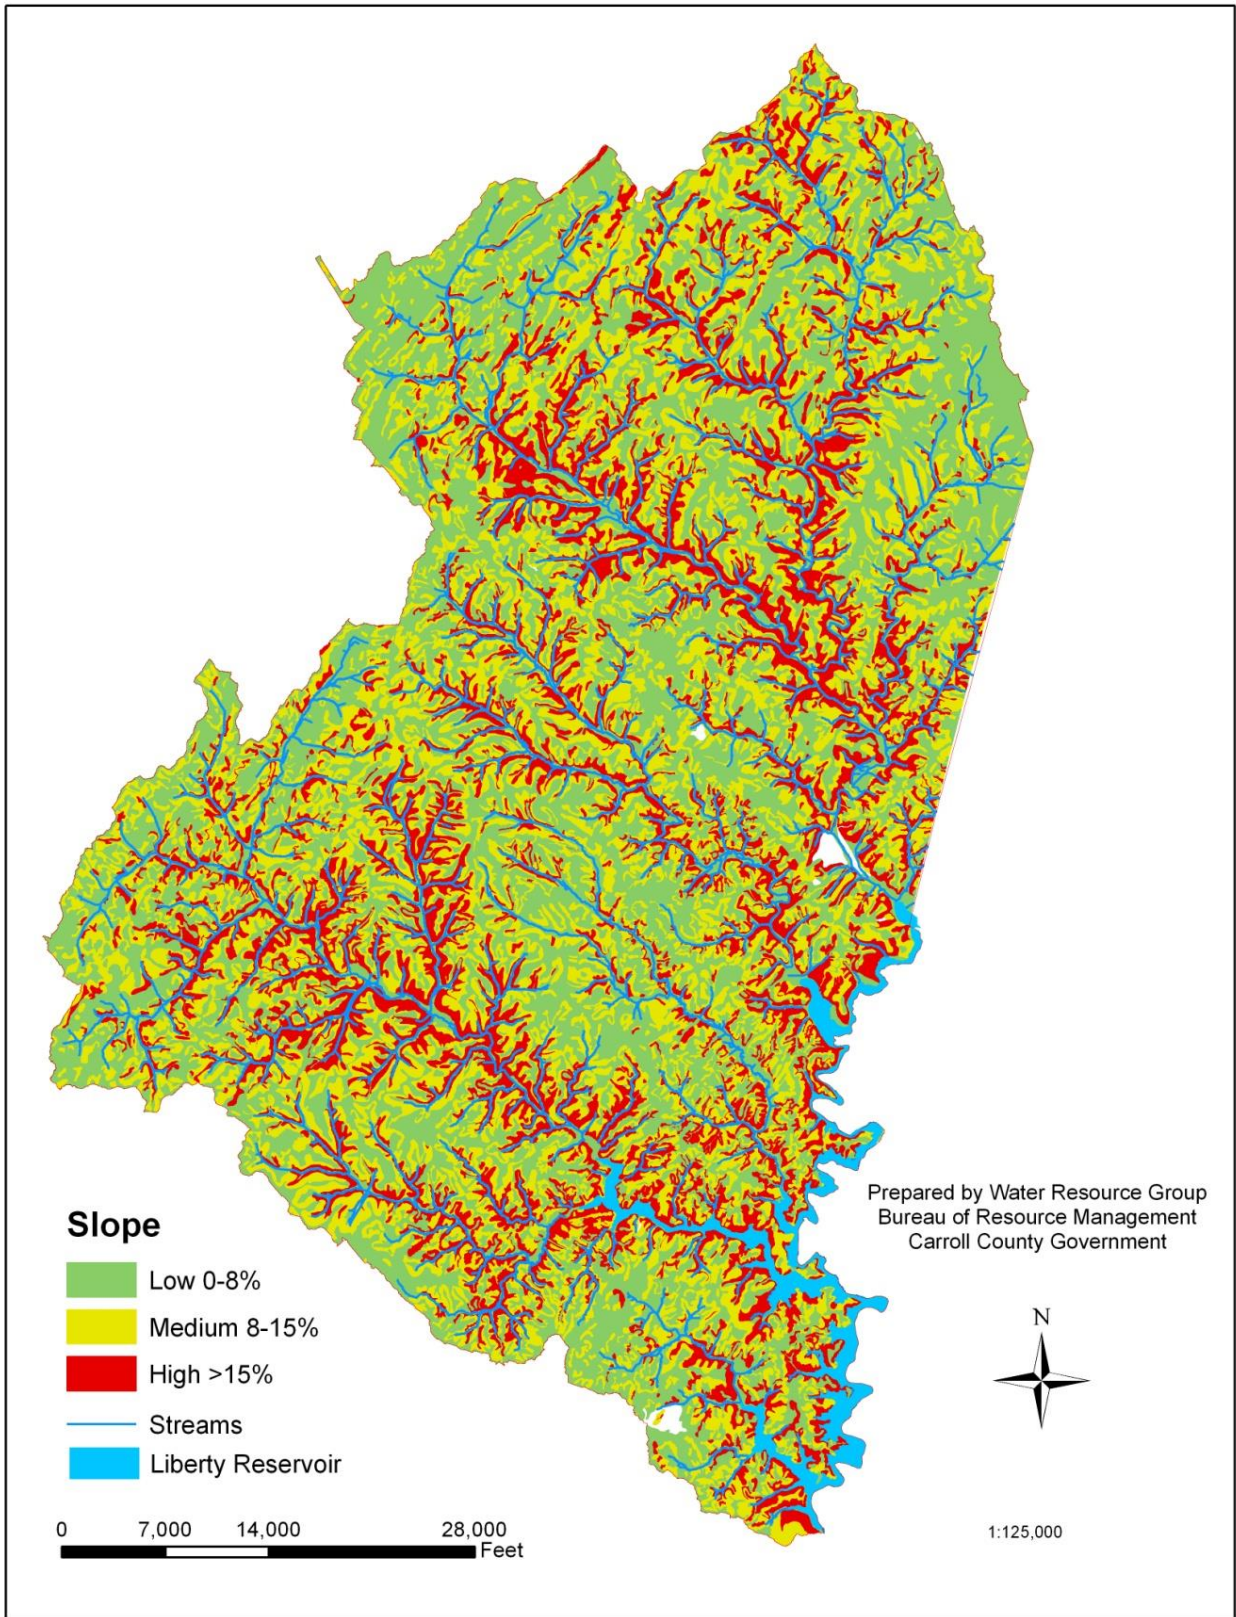 Prepared by Water Resource Group
Bureau of Resource Management
Carroll County Government
Slope
Low 0-8%
Medium 8-15%
High >15%
Streams
Liberty Reservoir
N
0 7,000 14,000 28,000
Feet
1:125,000